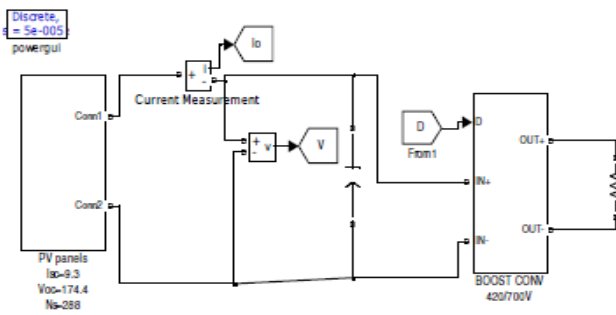 Discrete,
s = 5e-005
powergui
Io
i
+
-
Current Measurement
Conn1
D
D
From1
OUT+
+
-
v
V
IN+
Conn2
OUT-
IN-
PV panels
Isc=9.3
Voc=174.4
Ns=288
BOOST CONV
420/700V